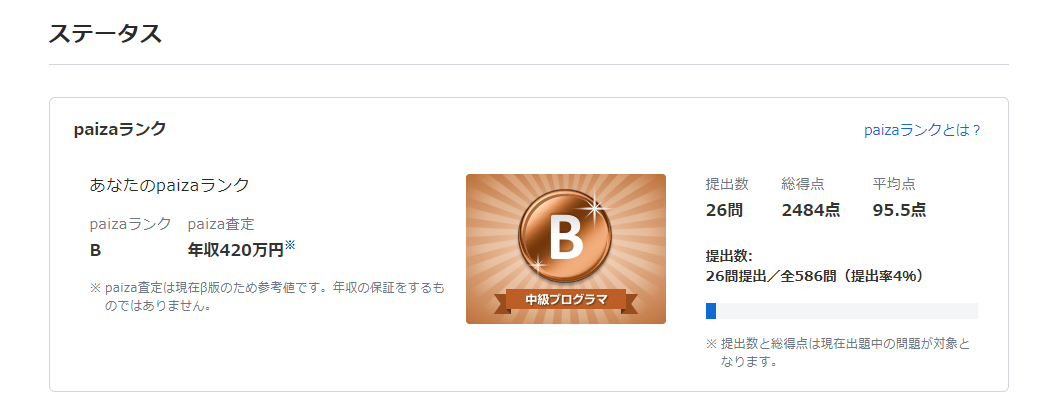 ステータス
paizaランク
paizaランクとは？
あなたのpaizaランク
paizaランク paiza査定
B 年収420万円※
※ paiza査定は現在β版のため参考値です。年収の保証をするも
のではありません。
B
中級プログラマ
提出数 総得点 平均点
26問 2484点 95.5点
提出数:
26問提出／全586問（提出率4%）
※ 提出数と総得点は現在出題中の問題が対象と
なります。